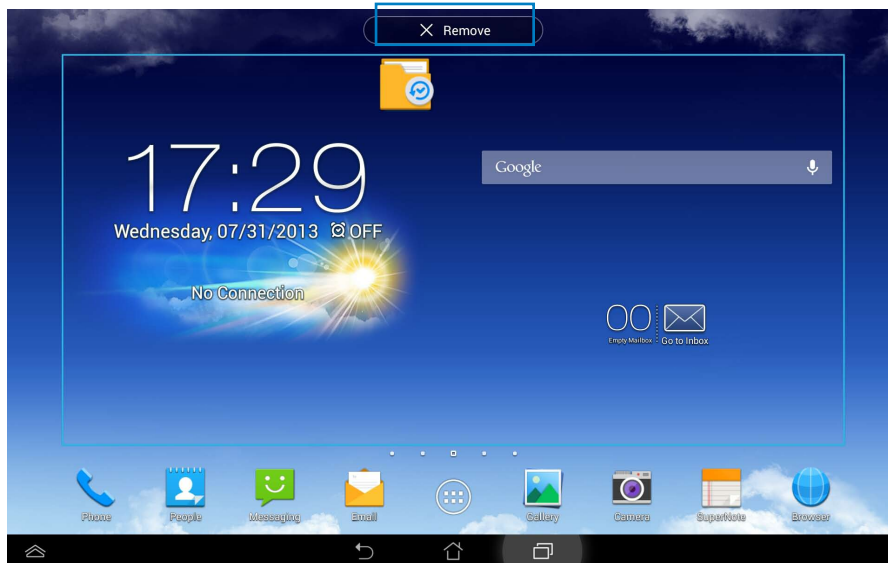 Remove
17:29
Google
Wednesday, 07/31/2013 OFF
No Connection
00
Empty Mailbox Go to Inbox
Phone People Messaging Email Gallery Camera SuperNote Browser